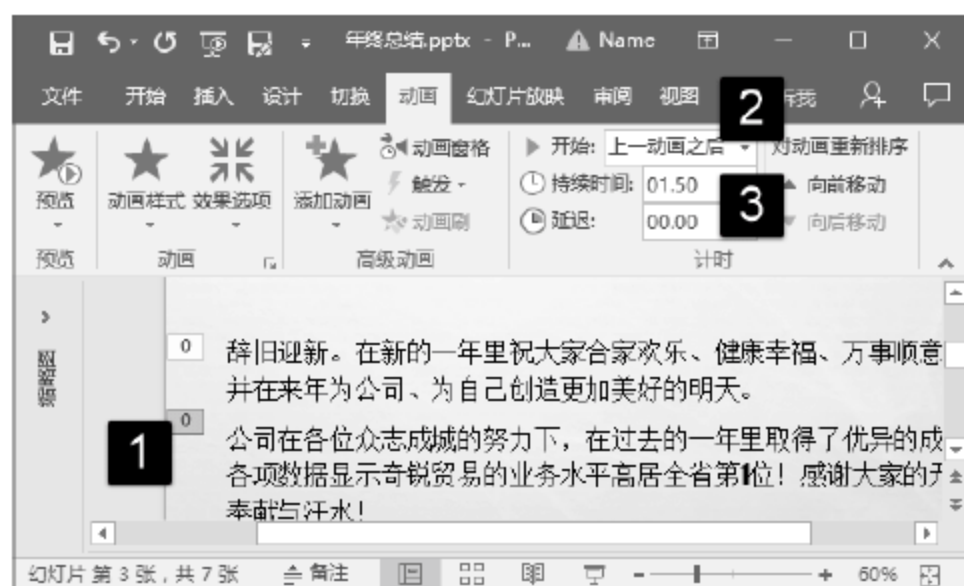 年终总结.pptx - P... Name
文件 开始 插入 设计 切换 动画 幻灯片放映 审阅 视图 2 诉我
动画窗格 开始: 上一动画之后 对动画重新排序
触发 持续时间: 01.50 3 向前移动
预览 动画样式 效果选项 添加动画 动画刷 延迟: 00.00 向后移动
预览 动画 高级动画 计时
缩略图
0 辞旧迎新。在新的一年里祝大家合家欢乐、健康幸福、万事顺意
并在来年为公司、为自己创造更加美好的明天。
0
1 公司在各位众志成城的努力下，在过去的一年里取得了优异的成
各项数据显示奇锐贸易的业务水平高居全省第1位！感谢大家的
奉献与汗水！
幻灯片 第 3 张，共 7 张 备注 60%